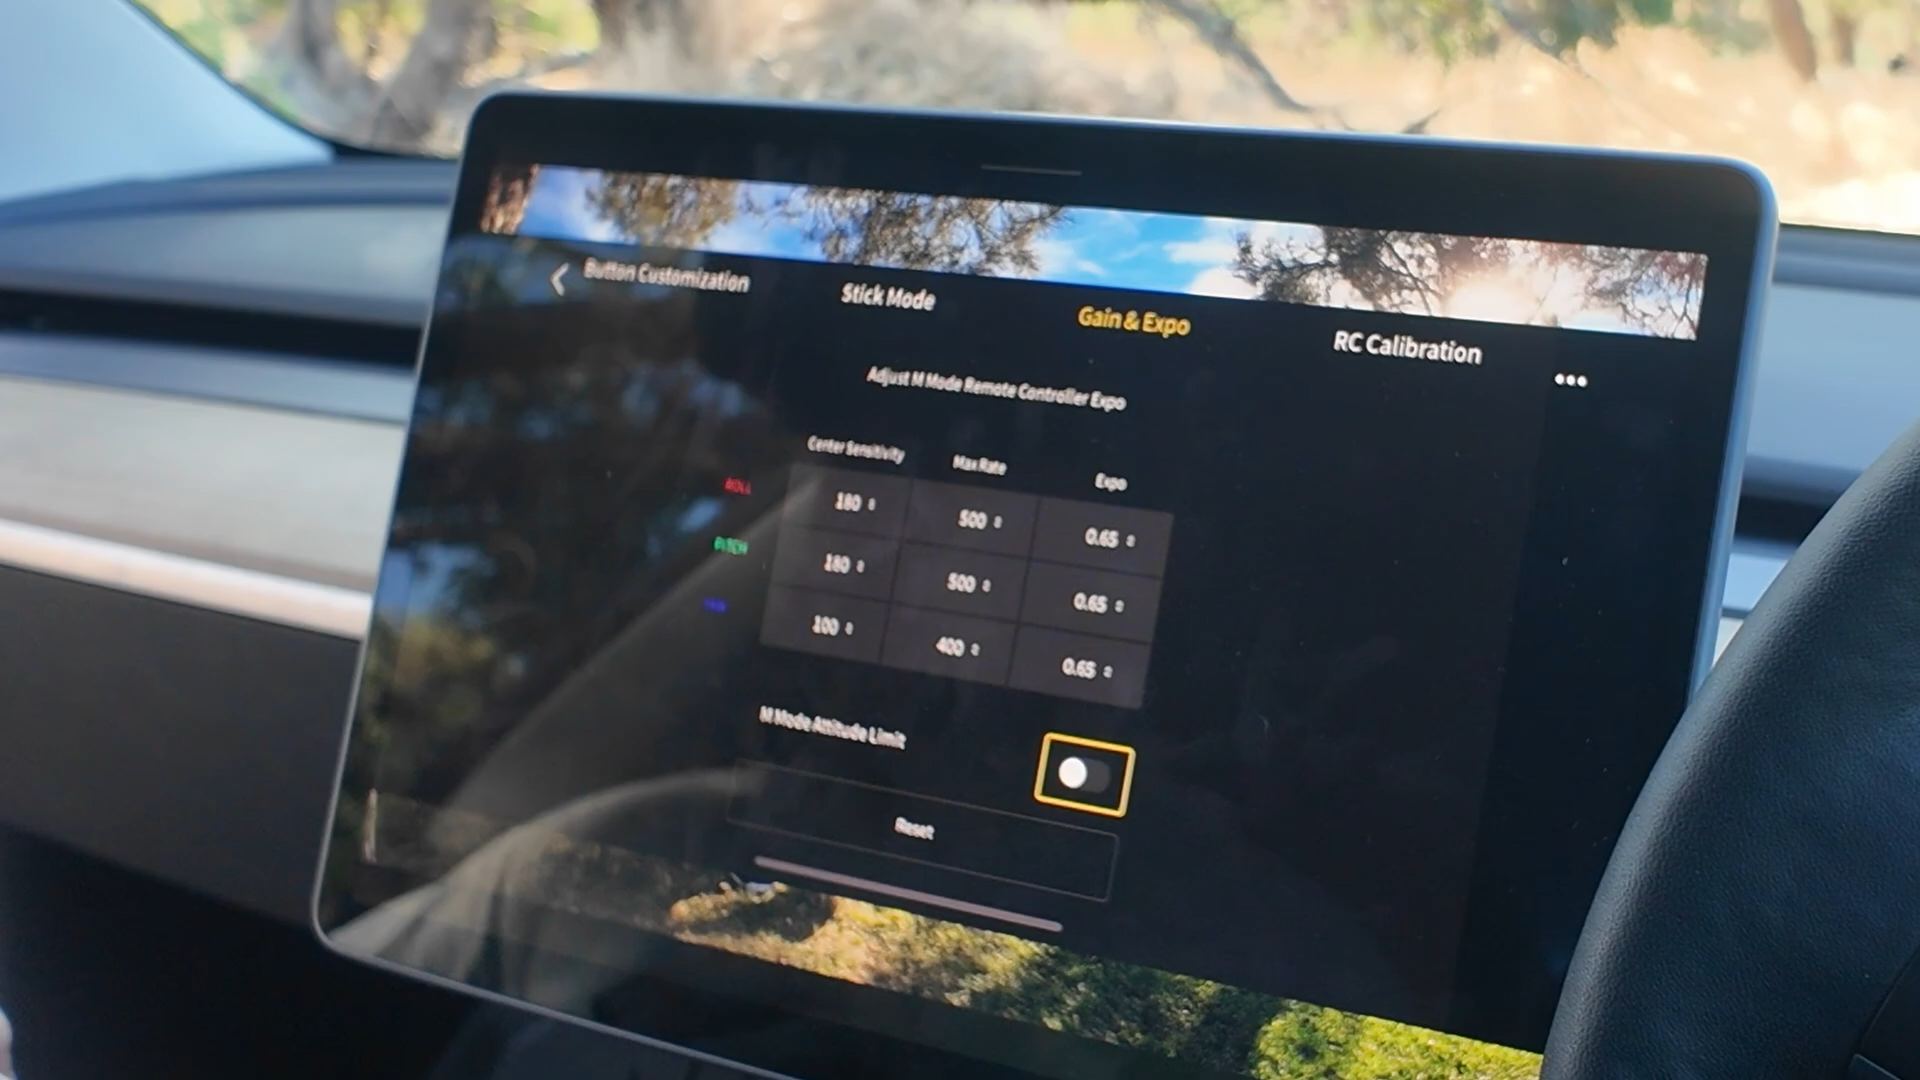 Button Customization
Stick Mode
Gain & Expo
RC Calibration
Adjust M Mode Remote Controller Expo
Center Sensitivity
Max Rate
Expo
ROLL 180 500 0.65
PITCH 180 500 0.65
YAW 100 400 0.65
M Mode Attitude Limit
Reset